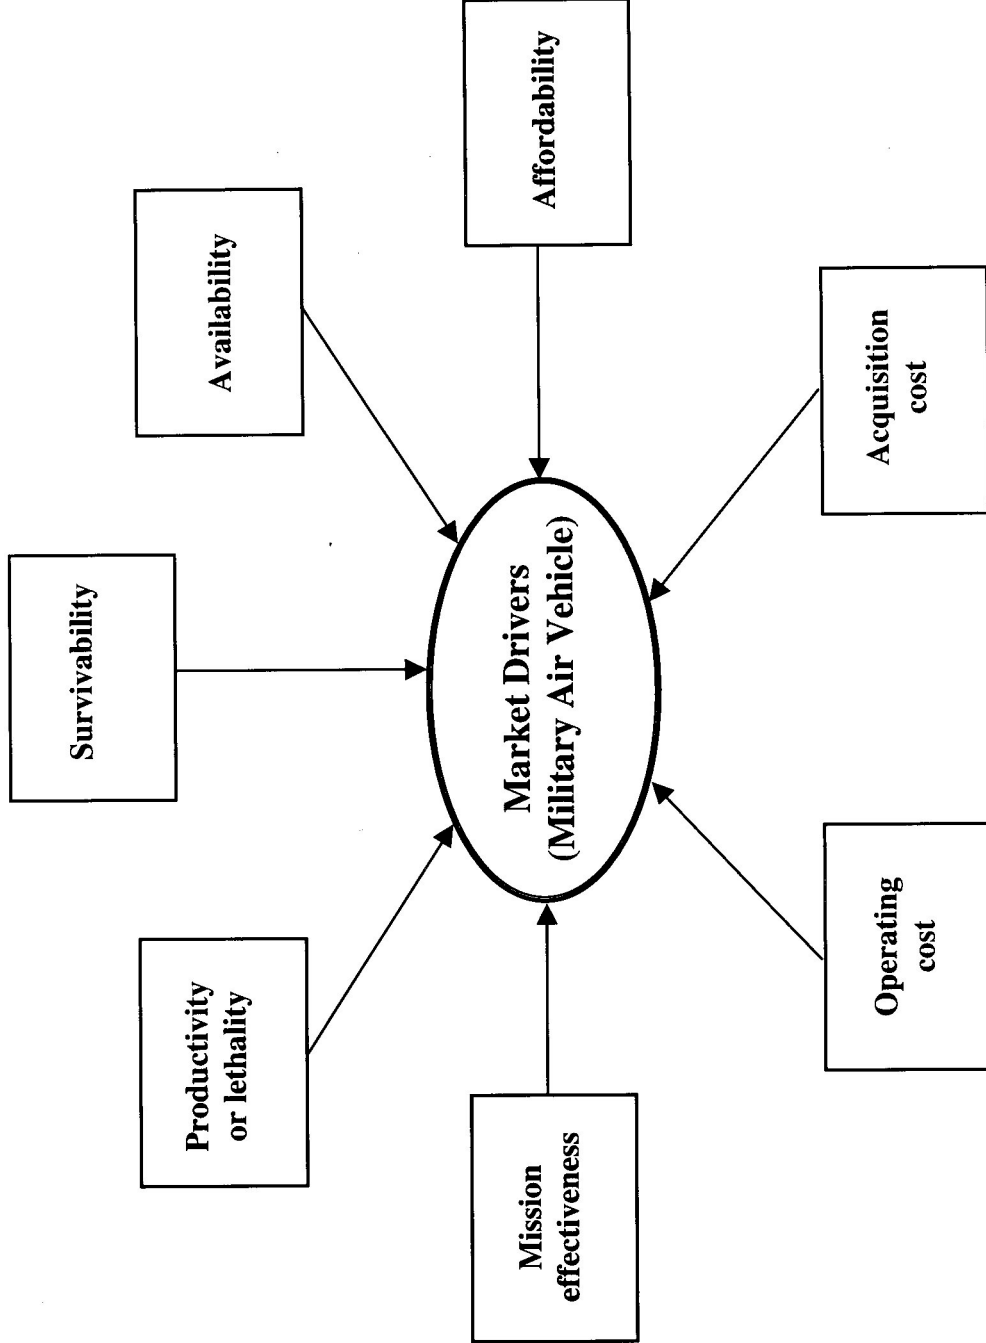 Survivability
Productivity
or lethality
Availability
Market Drivers
(Military Air Vehicle)
Mission
effectiveness
Affordability
Operating
cost
Acquisition
cost